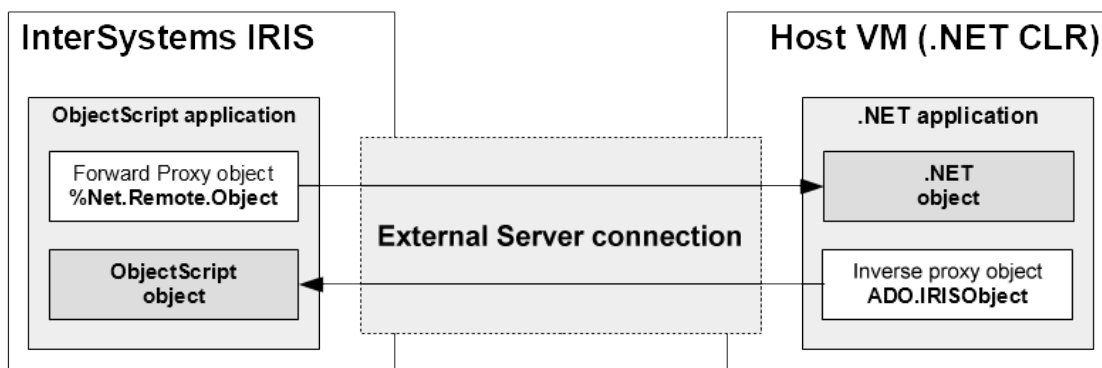 InterSystems IRIS
Host VM (.NET CLR)
ObjectScript application
Forward Proxy object
%Net.Remote.Object
ObjectScript
object
External Server connection
.NET application
.NET
object
Inverse proxy object
ADO.IRISObject